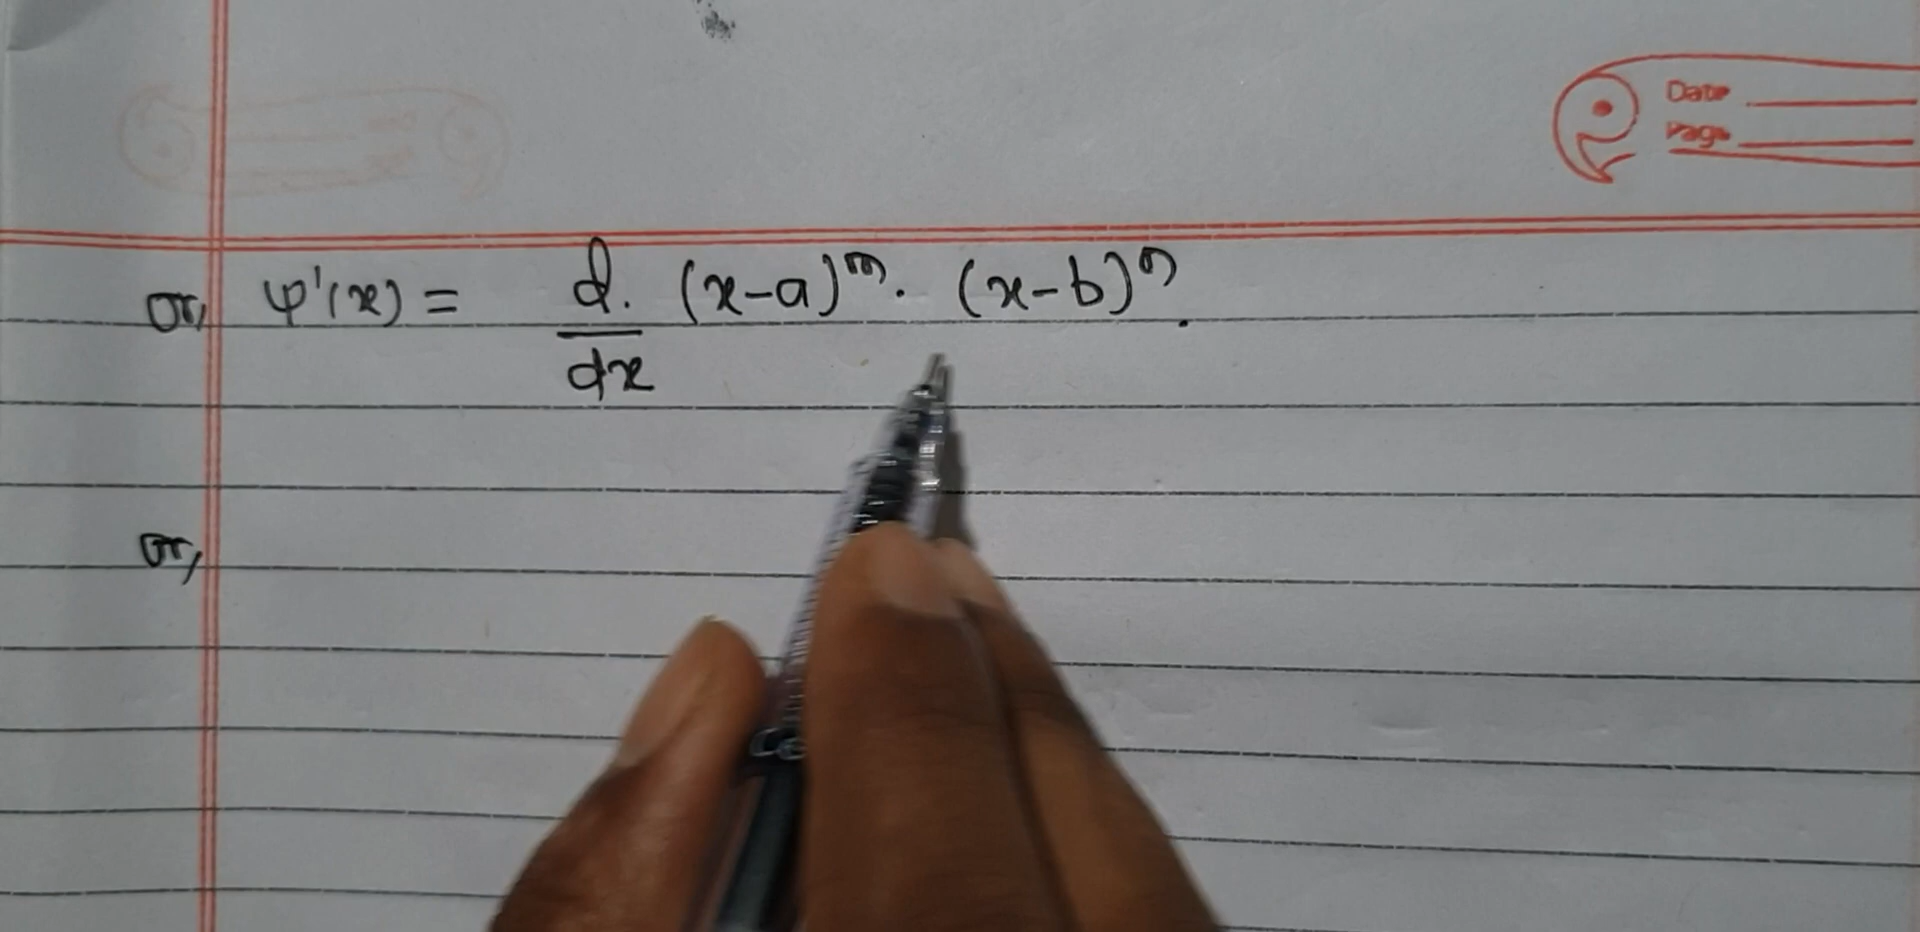 Date
Page
or, φ'(x) = d/dx. (x-a)^m. (x-b)^n.
or,